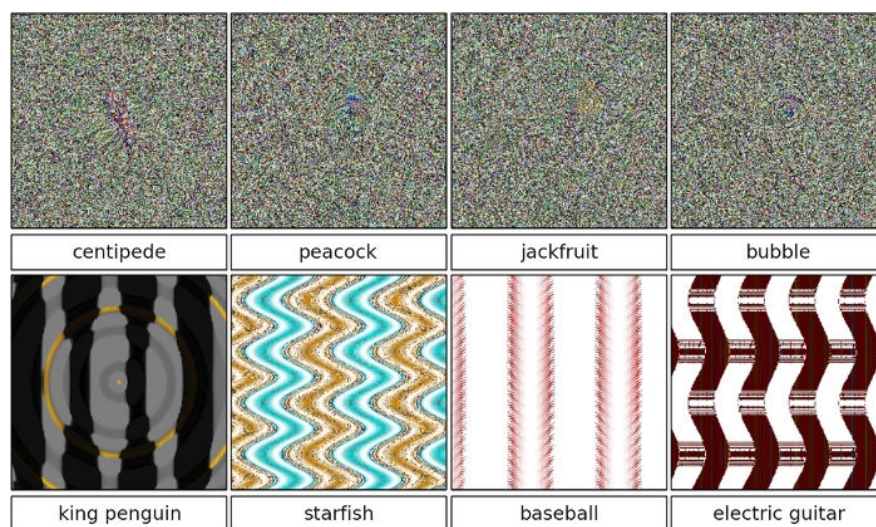 centipede
peacock
jackfruit
bubble
king penguin
starfish
baseball
electric guitar